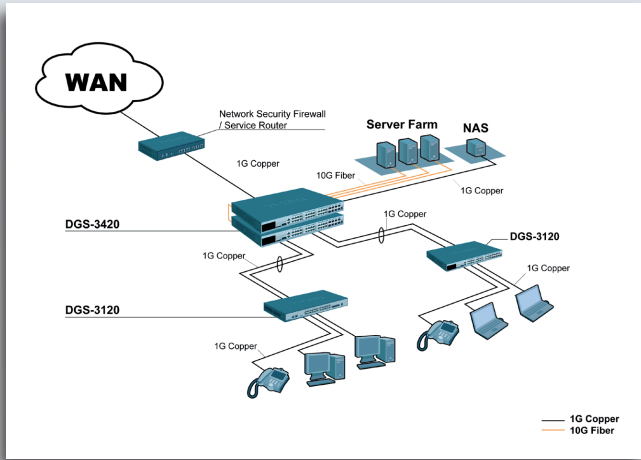 WAN
Network Security Firewall
/ Service Router
1G Copper
Server Farm
NAS
10G Fiber
1G Copper
DGS-3420
1G Copper
DGS-3120
1G Copper
1G Copper
DGS-3120
1G Copper
1G Copper
10G Fiber